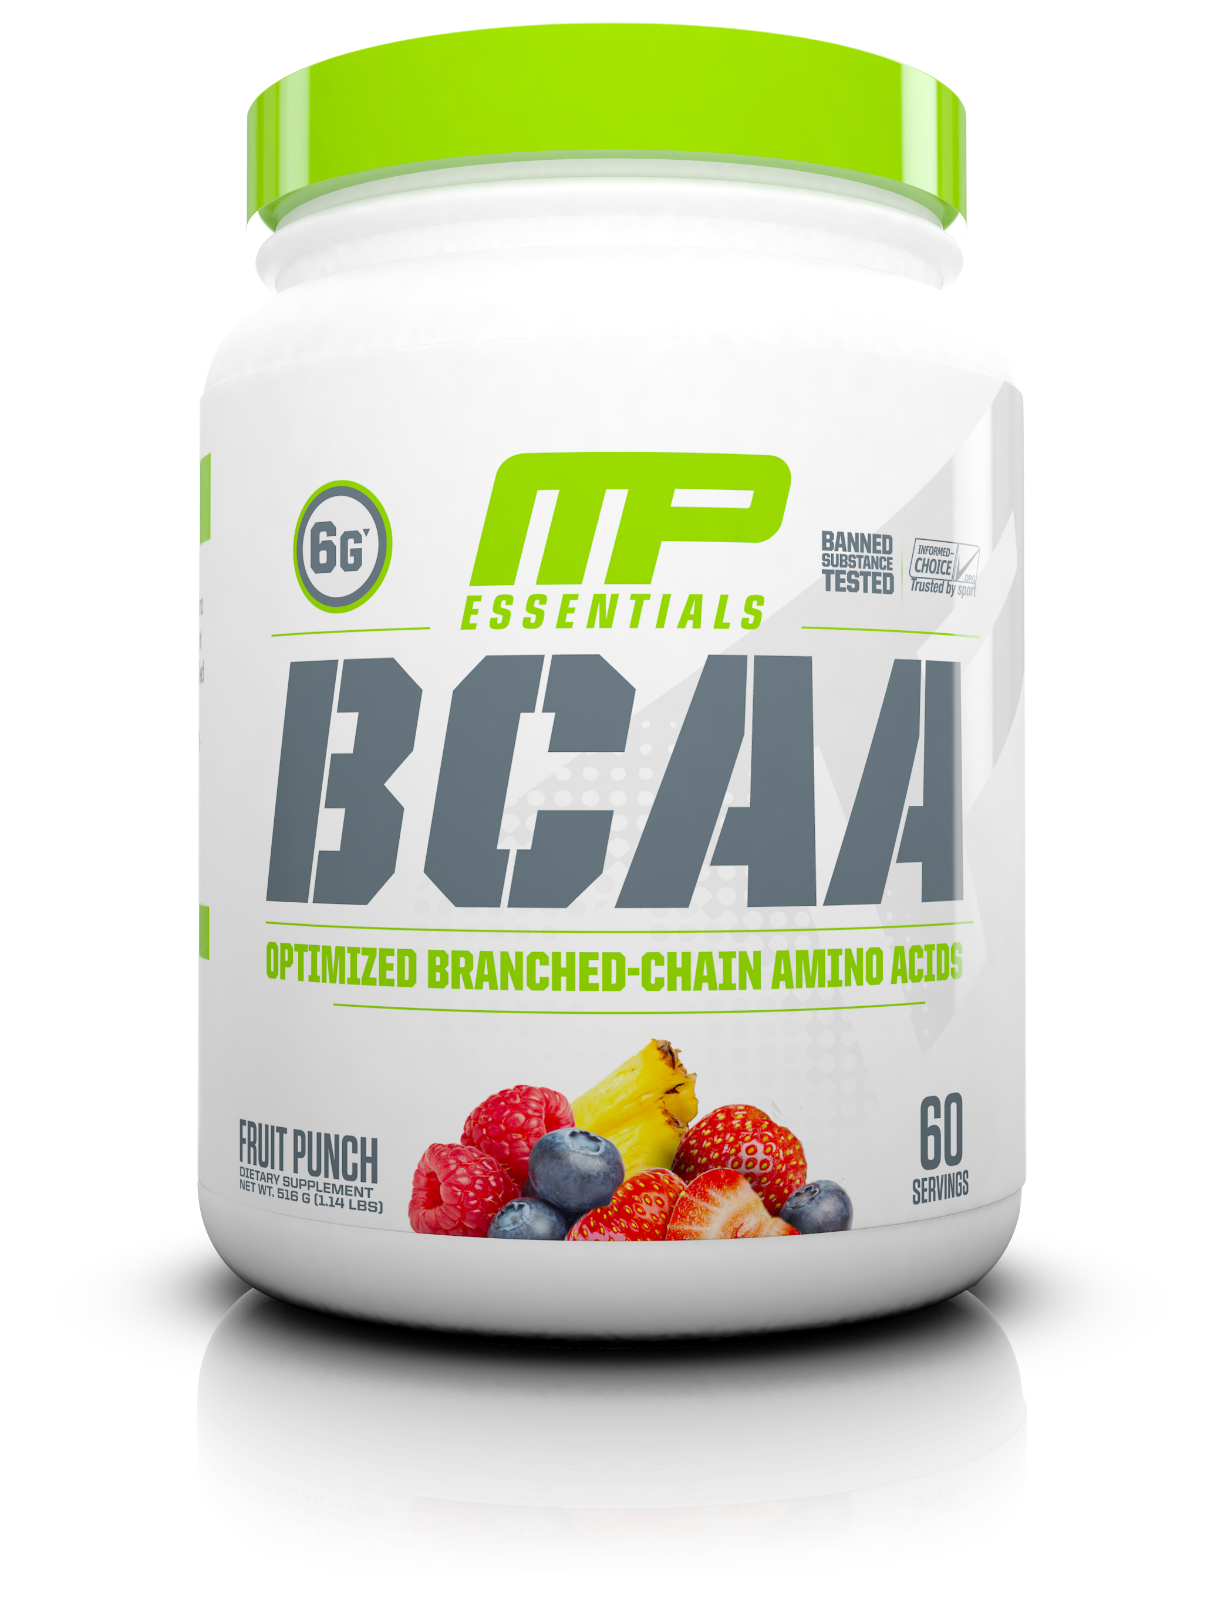 6G
MP
ESSENTIALS
BANNED
SUBSTANCE
TESTED
INFORMED-
CHOICE
.ORG
Trusted by sport
BCAA
OPTIMIZED BRANCHED-CHAIN AMINO ACIDS
FRUIT PUNCH
DIETARY SUPPLEMENT
NET WT. 516 G (1.14 LBS)
60
SERVINGS